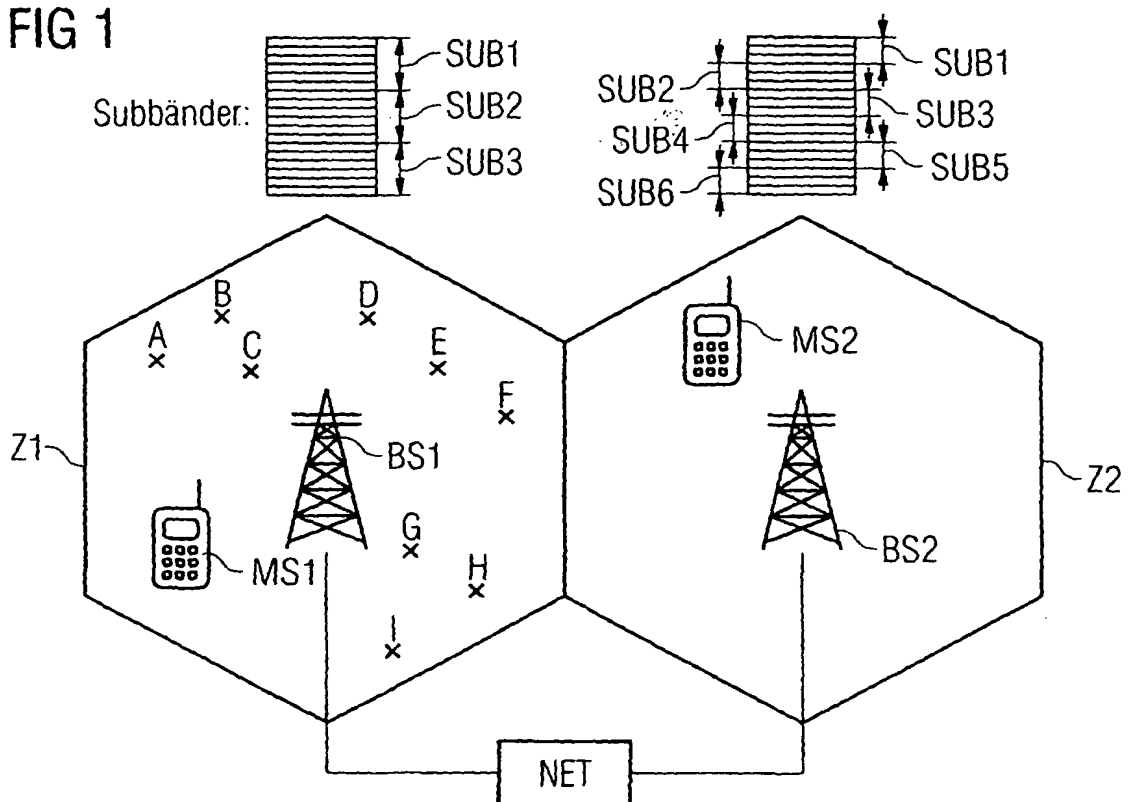 FIG 1
Subbänder:
SUB1
SUB2
SUB3
SUB1
SUB2
SUB3
SUB4
SUB5
SUB6
A
B
C
D
E
F
G
H
I
Z1
BS1
MS1
MS2
BS2
Z2
NET